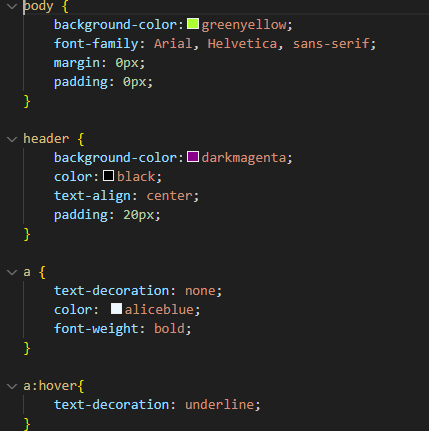 body {
    background-color:greenyellow;
    font-family: Arial, Helvetica, sans-serif;
    margin: 0px;
    padding: 0px;
}

header {
    background-color:darkmagenta;
    color:black;
    text-align: center;
    padding: 20px;
}

a {
    text-decoration: none;
    color: aliceblue;
    font-weight: bold;
}

a:hover{
    text-decoration: underline;
}